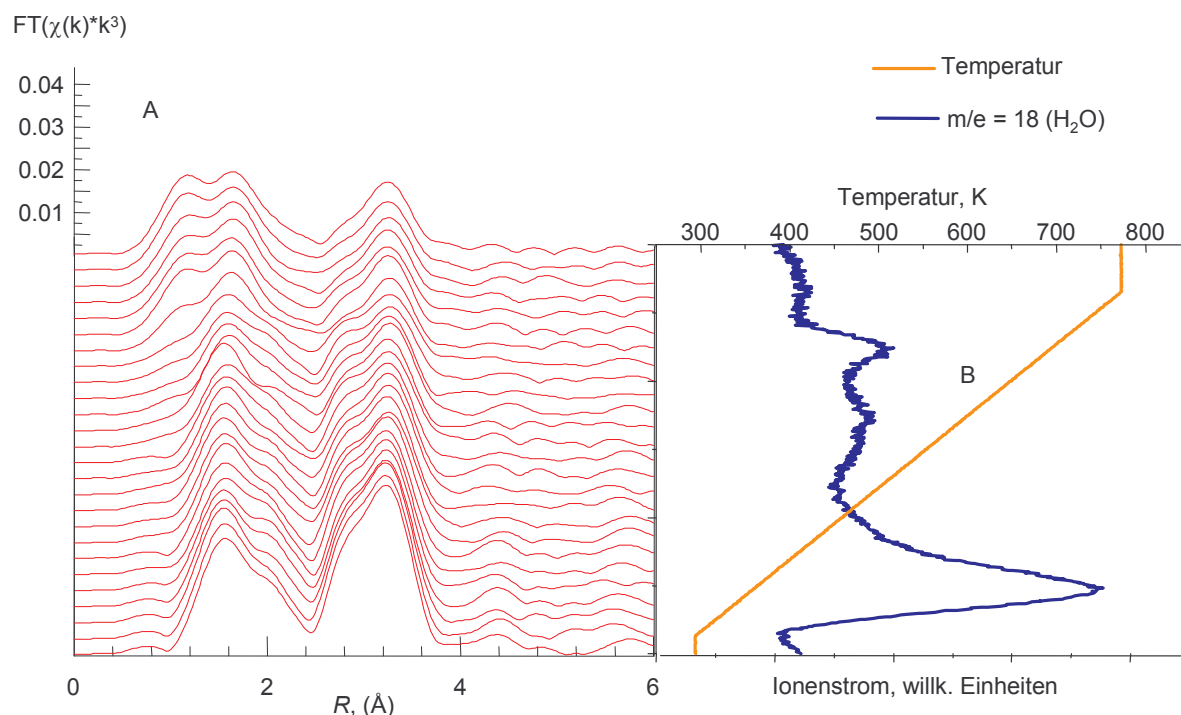 FT(χ(k)*k³)
0.04
0.03
0.02
0.01
A
0 2 4 6
R, (Å)
Temperatur
m/e = 18 (H₂O)
Temperatur, K
300 400 500 600 700 800
B
Ionenstrom, willk. Einheiten